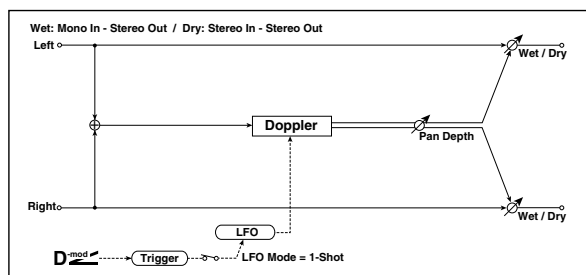 Wet: Mono In - Stereo Out / Dry: Stereo In - Stereo Out
Left
Wet / Dry
Doppler
Pan Depth
Right
Wet / Dry
LFO
D-mod
Trigger
LFO Mode = 1-Shot